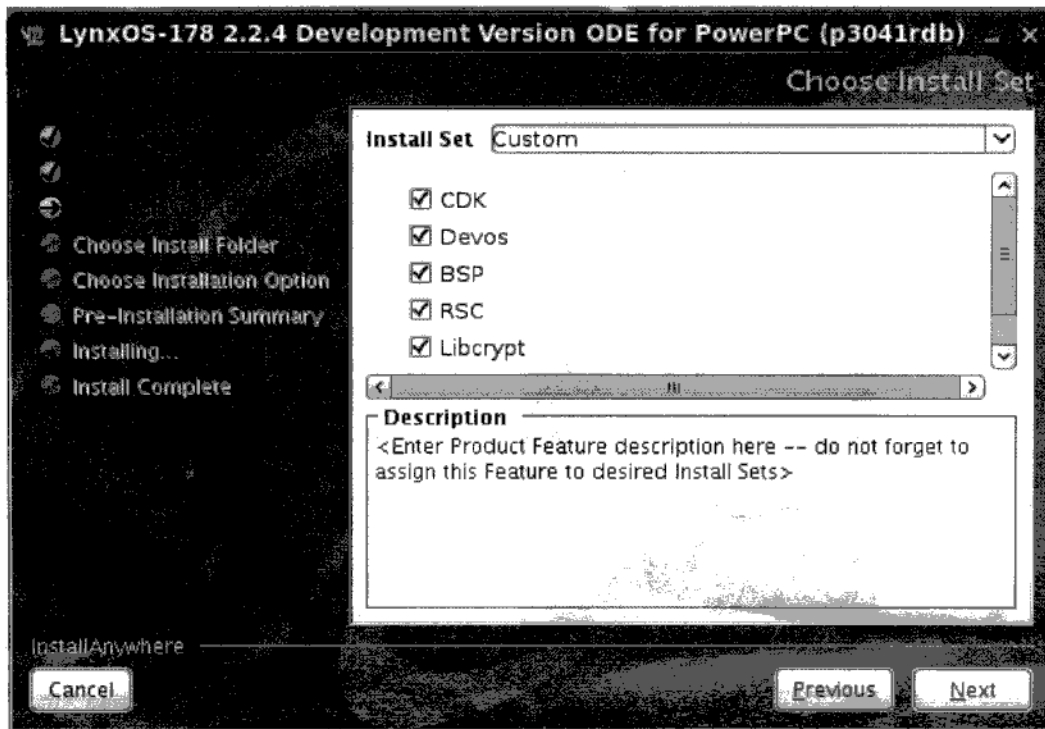 LynxOS-178 2.2.4 Development Version ODE for PowerPC (p3041rdb)
Choose Install Set
Install Set Custom
CDK
Devos
BSP
RSC
Libcrypt
Choose Install Folder
Choose Installation Option
Pre-Installation Summary
Installing...
Install Complete
Description
<Enter Product Feature description here -- do not forget to
assign this Feature to desired Install Sets>
InstallAnywhere
Cancel
Previous
Next